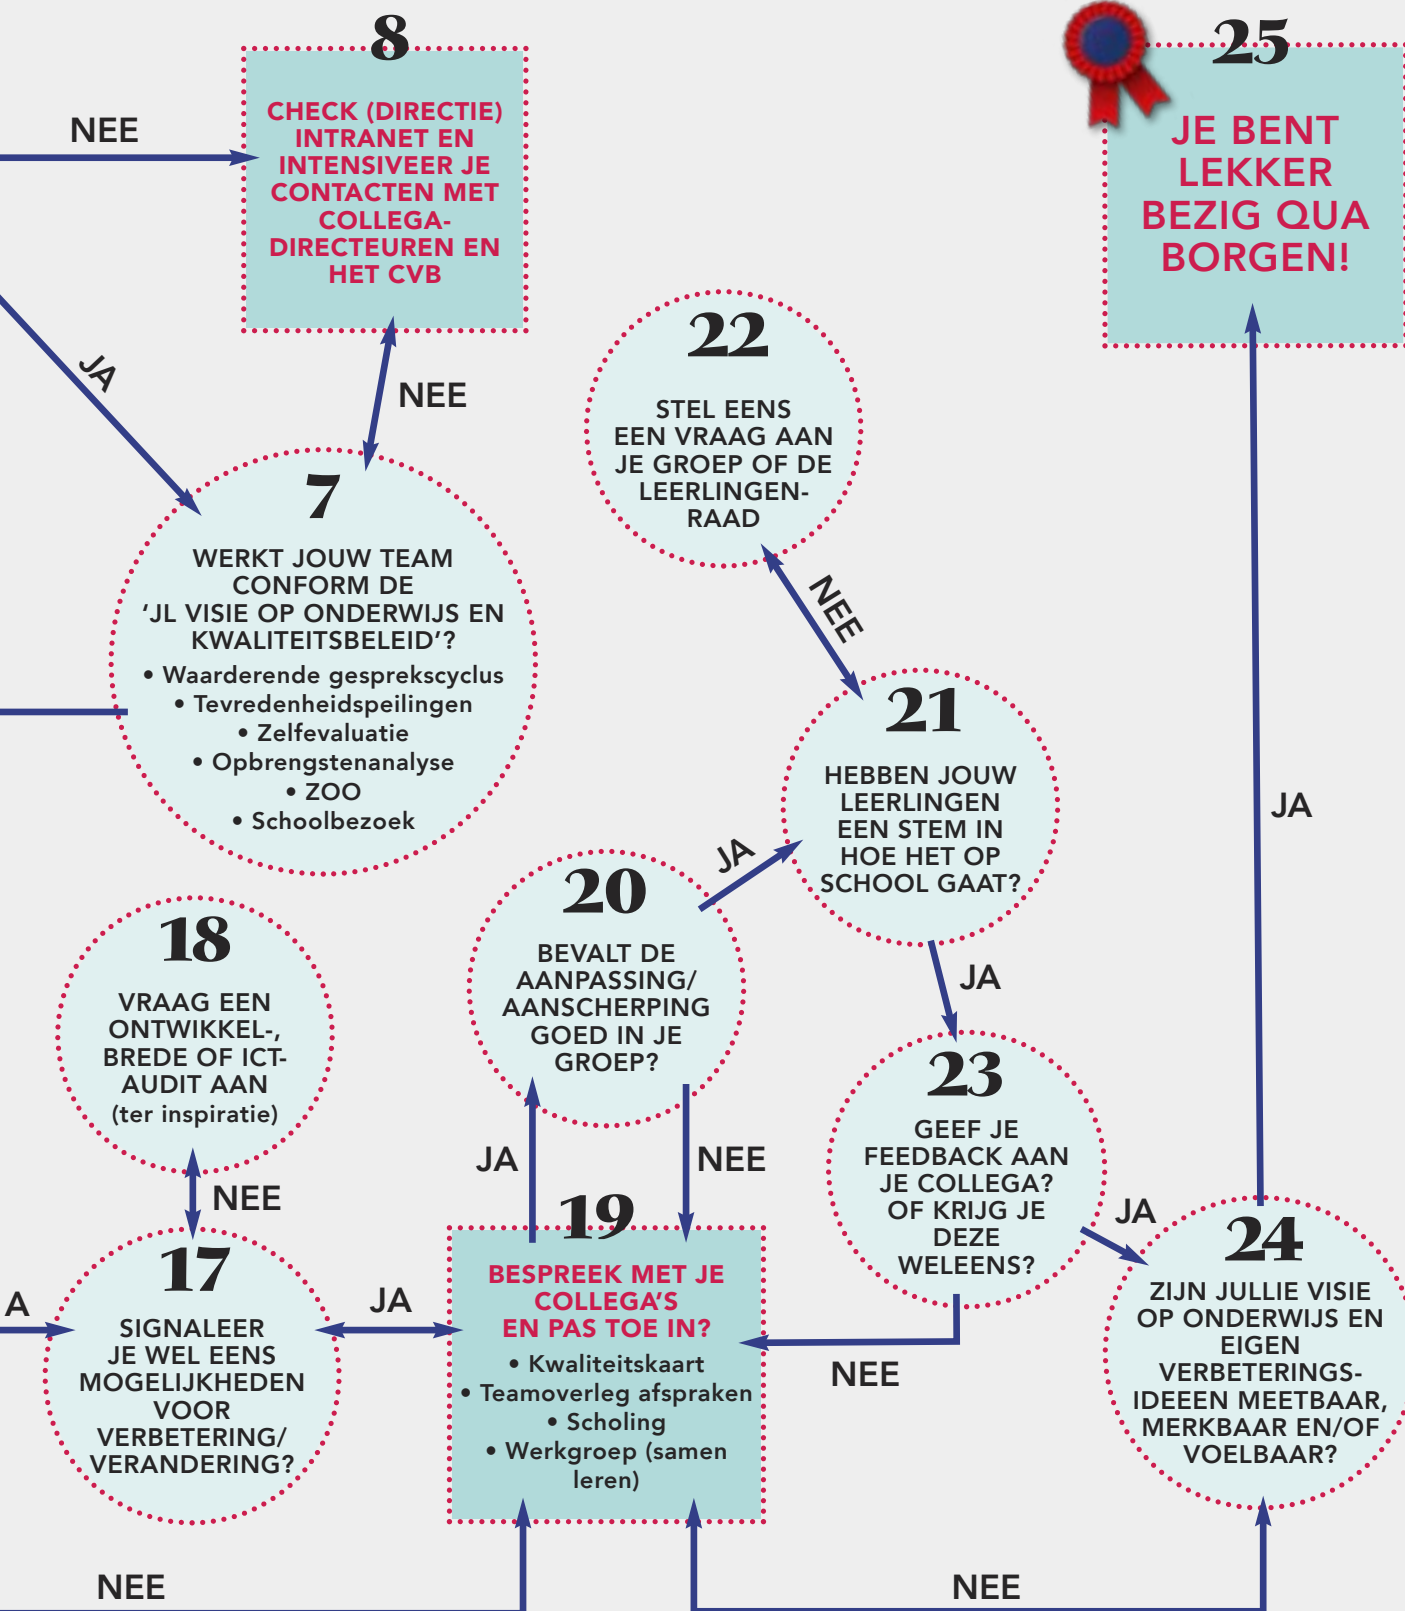 8
CHECK (DIRECTIE)
INTRANET EN
INTENSIVEER JE
CONTACTEN MET
COLLEGA-
DIRECTEUREN EN
HET CVB
NEE
25
JE BENT
LEKKER
BEZIG QUA
BORGEN!
JA
NEE
22
STEL EENS
EEN VRAAG AAN
JE GROEP OF DE
LEERLINGEN-
RAAD
7
WERKT JOUW TEAM
CONFORM DE
‘JL VISIE OP ONDERWIJS EN
KWALITEITSBELEID’?
• Waarderende gesprekscyclus
• Tevredenheidspeilingen
• Zelfevaluatie
• Opbrengstenanalyse
• ZOO
• Schoolbezoek
NEE
21
HEBBEN JOUW
LEERLINGEN
EEN STEM IN
HOE HET OP
SCHOOL GAAT?
JA
JA
20
BEVALT DE
AANPASSING/
AANSCHERPING
GOED IN JE
GROEP?
18
VRAAG EEN
ONTWIKKEL-,
BREDE OF ICT-
AUDIT AAN
(ter inspiratie)
JA
23
GEEF JE
FEEDBACK AAN
JE COLLEGA?
OF KRIJG JE
DEZE
WELEENS?
JA
NEE
NEE
JA
17
SIGNALEER
JE WEL EENS
MOGELIJKHEDEN
VOOR
VERBETERING/
VERANDERING?
A
JA
19
BESPREEK MET JE
COLLEGA’S
EN PAS TOE IN?
• Kwaliteitskaart
• Teamoverleg afspraken
• Scholing
• Werkgroep (samen
leren)
NEE
24
ZIJN JULLIE VISIE
OP ONDERWIJS EN
EIGEN
VERBETERINGS-
IDEEEN MEETBAAR,
MERKBAAR EN/OF
VOELBAAR?
NEE
NEE